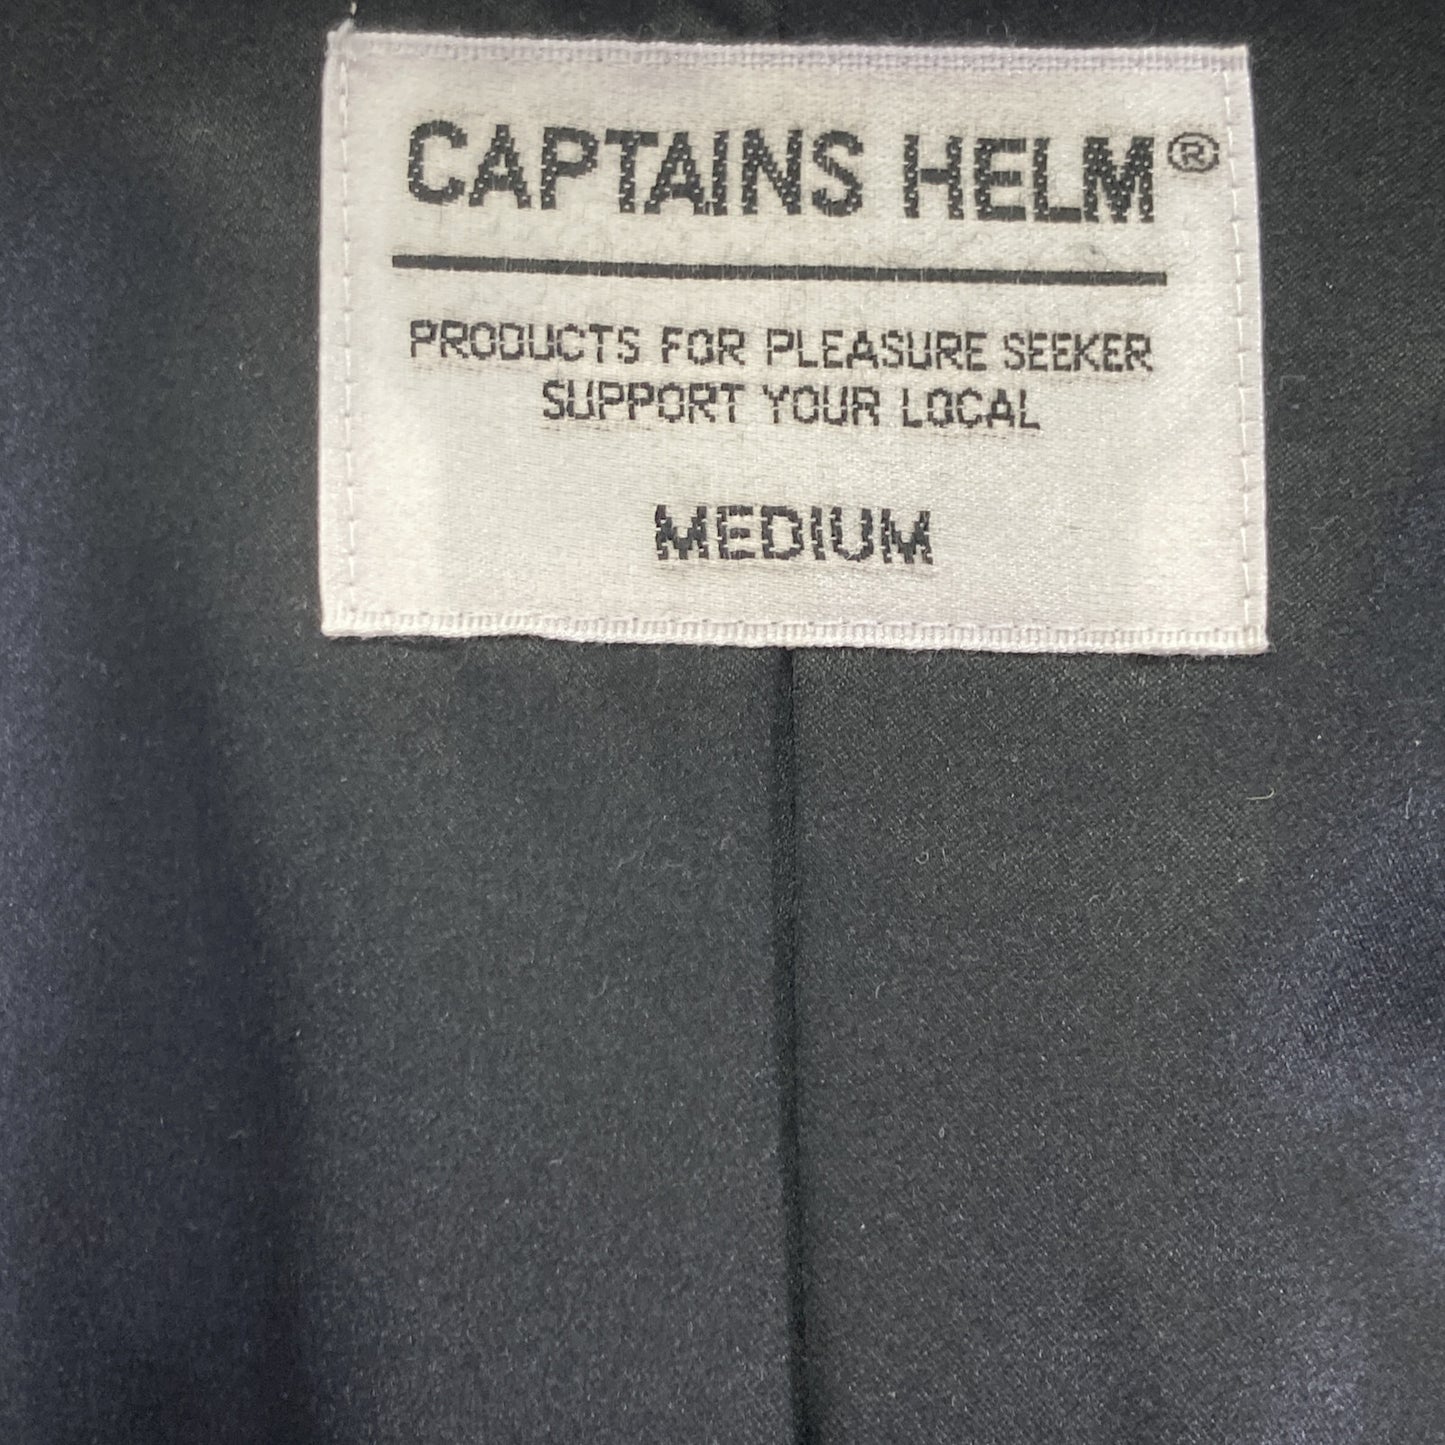 CAPTAINS HELM®
PRODUCTS FOR PLEASURE SEEKER
SUPPORT YOUR LOCAL
MEDIUM